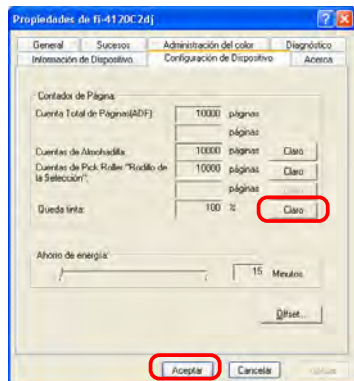 Propiedades de fi-4120C2dj
General Sucesos Administración del color Diagnóstico
Información de Dispositivo Configuración de Dispositivo Acerca
Contador de Página:
Cuenta Total de Páginas(ADF): 10000 páginas
páginas
Cuentas de Almohadilla: 10000 páginas Claro
Cuentas de Pick Roller "Rodillo de la Selección": 10000 páginas Claro
páginas
Queda tinta: 100 % Claro
Ahorro de energía:
15 Minutos
Offset...
Aceptar Cancelar